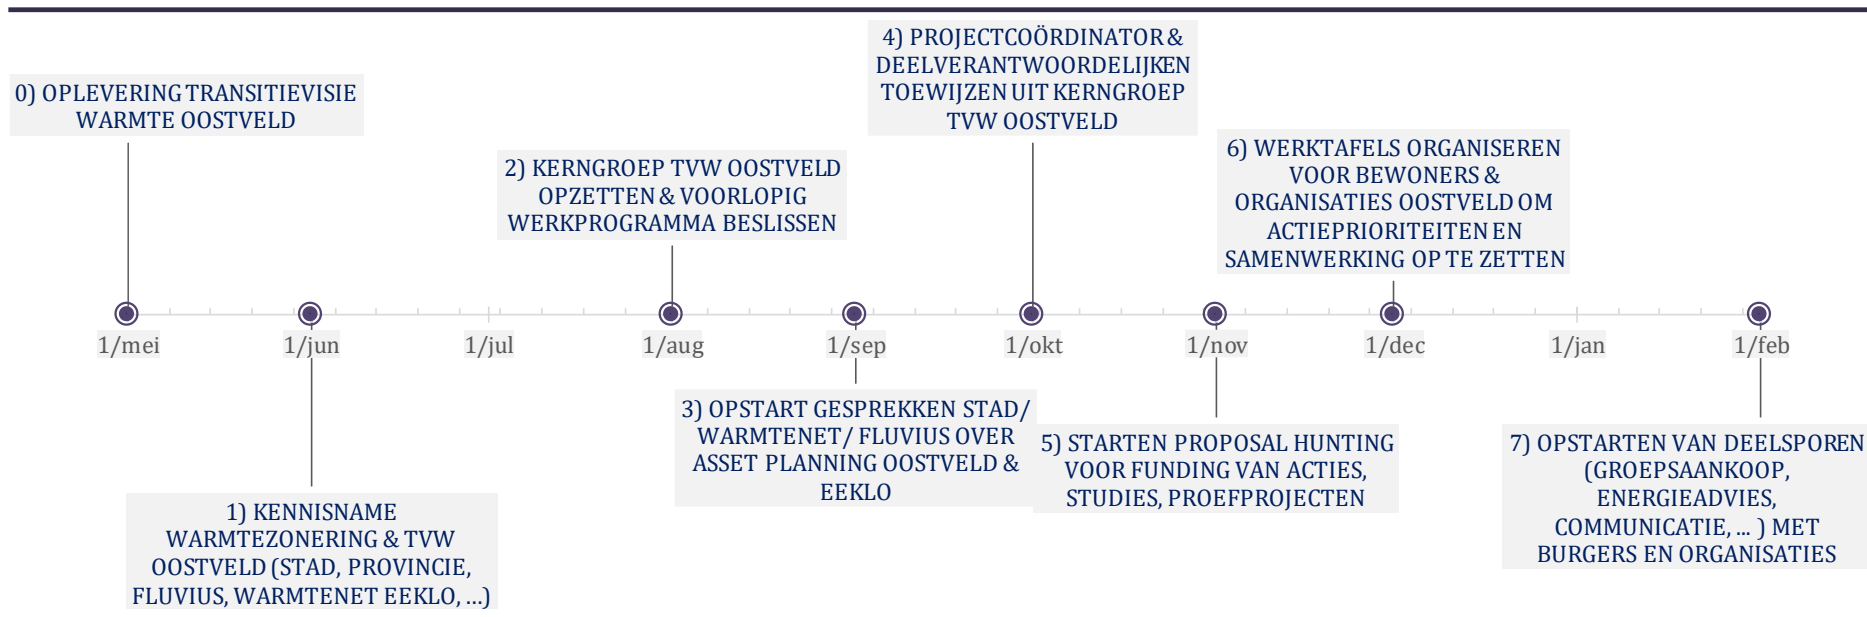 0) OPLEVERING TRANSITIEVISIE
WARMTE OOSTVELD
1) KENNISNAME
WARMTEZONERING & TVW
OOSTVELD (STAD, PROVINCIE,
FLUVIUS, WARMTENET EEKLO, ...)
2) KERNGROEP TVW OOSTVELD
OPZETTEN & VOORLOPIG
WERKPROGRAMMA BESLISSEN
3) OPSTART GESPREKKEN STAD/
WARMTENET/ FLUVIUS OVER
ASSET PLANNING OOSTVELD &
EEKLO
4) PROJECTCOÖRDINATOR &
DEELVERANTWOORDELIJKEN
TOEWIJZEN UIT KERNGROEP
TVW OOSTVELD
5) STARTEN PROPOSAL HUNTING
VOOR FUNDING VAN ACTIES,
STUDIES, PROEFPROJECTEN
6) WERKTAFELS ORGANISEREN
VOOR BEWONERS &
ORGANISATIES OOSTVELD OM
ACTIEPRIORITEITEN EN
SAMENWERKING OP TE ZETTEN
7) OPSTARTEN VAN DEELSPOREN
(GROEPSAANKOOP,
ENERGIEADVIES,
COMMUNICATIE, ... ) MET
BURGERS EN ORGANISATIES
1/mei
1/jun
1/jul
1/aug
1/sep
1/okt
1/nov
1/dec
1/jan
1/feb